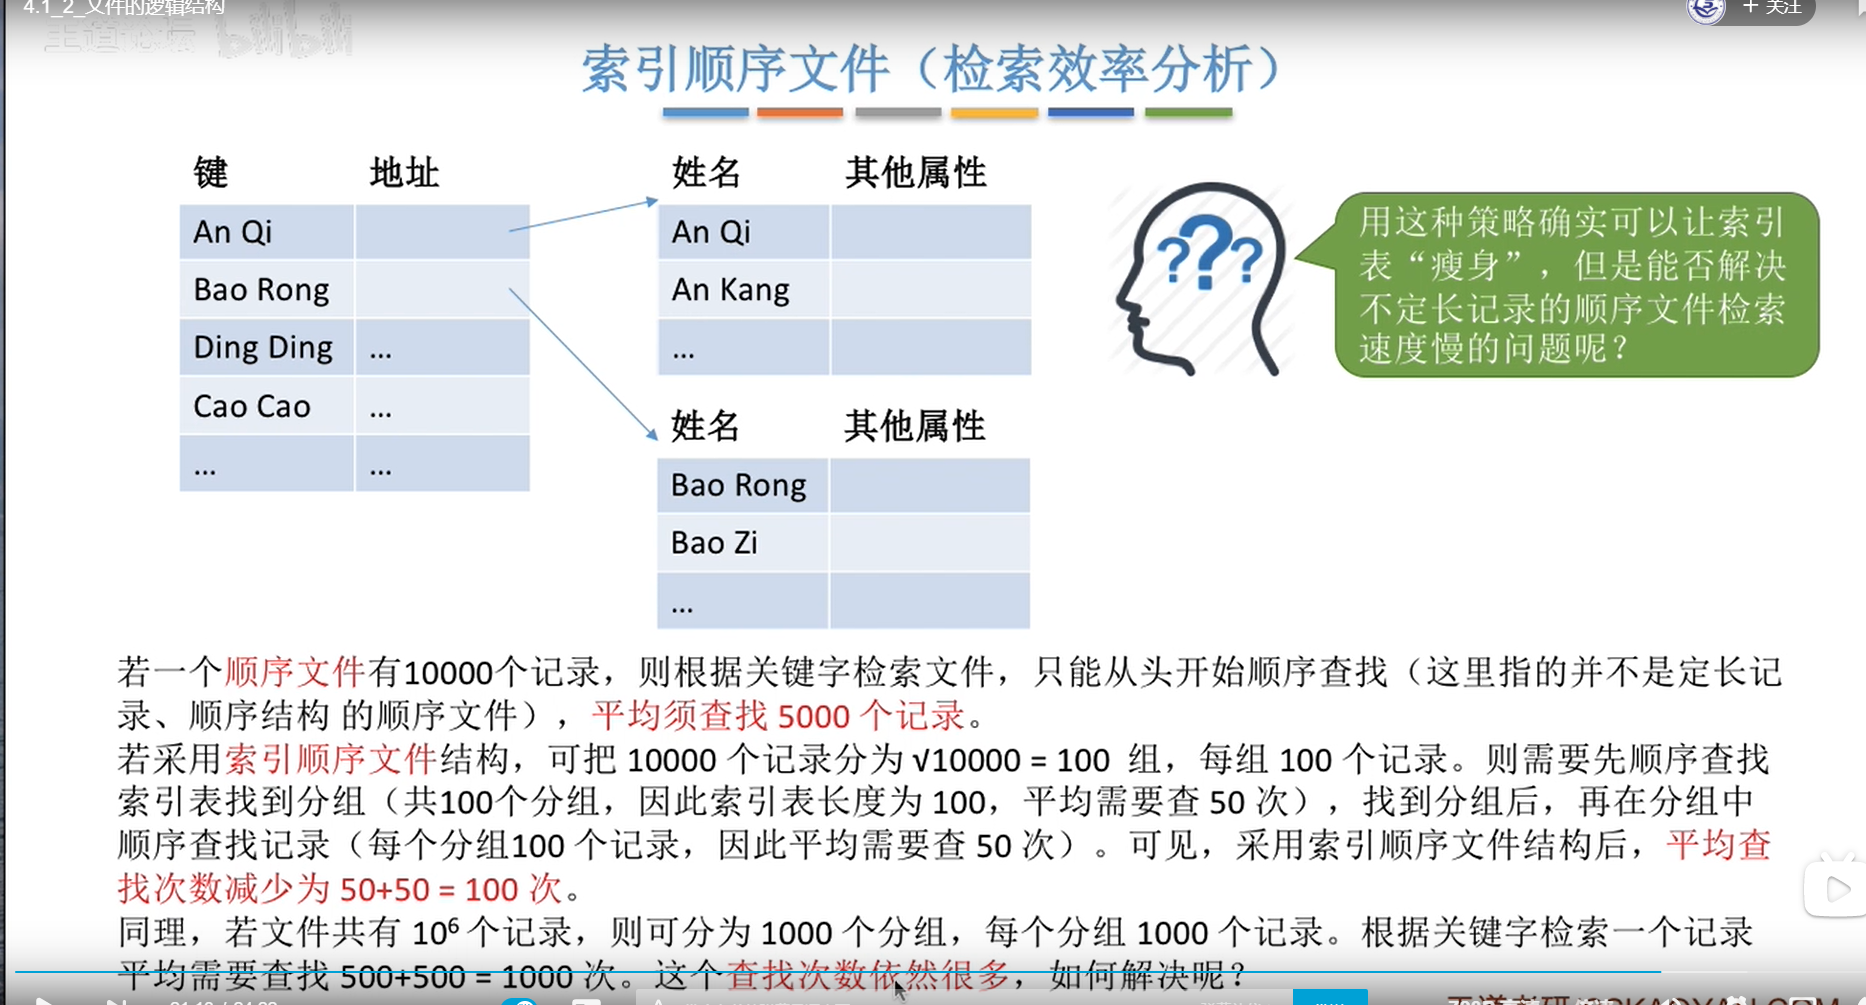 4.1_2_文件的逻辑结构
+ 关注
bilibili
索引顺序文件（检索效率分析）
键 地址
An Qi
Bao Rong
Ding Ding ...
Cao Cao ...
... ...
姓名 其他属性
An Qi
An Kang
...
姓名 其他属性
Bao Rong
Bao Zi
...
???
用这种策略确实可以让索引
表“瘦身”，但是能否解决
不定长记录的顺序文件检索
速度慢的问题呢？
若一个顺序文件有10000个记录，则根据关键字检索文件，只能从头开始顺序查找（这里指的并不是定长记
录、顺序结构 的顺序文件），平均须查找 5000 个记录。
若采用索引顺序文件结构，可把 10000 个记录分为 √10000 = 100 组，每组 100 个记录。则需要先顺序查找
索引表找到分组（共100个分组，因此索引表长度为 100，平均需要查 50 次），找到分组后，再在分组中
顺序查找记录（每个分组100 个记录，因此平均需要查 50 次）。可见，采用索引顺序文件结构后，平均查
找次数减少为 50+50 = 100 次。
同理，若文件共有 10⁶ 个记录，则可分为 1000 个分组，每个分组 1000 个记录。根据关键字检索一个记录
平均需要查找 500+500 = 1000 次。这个查找次数依然很多，如何解决呢？